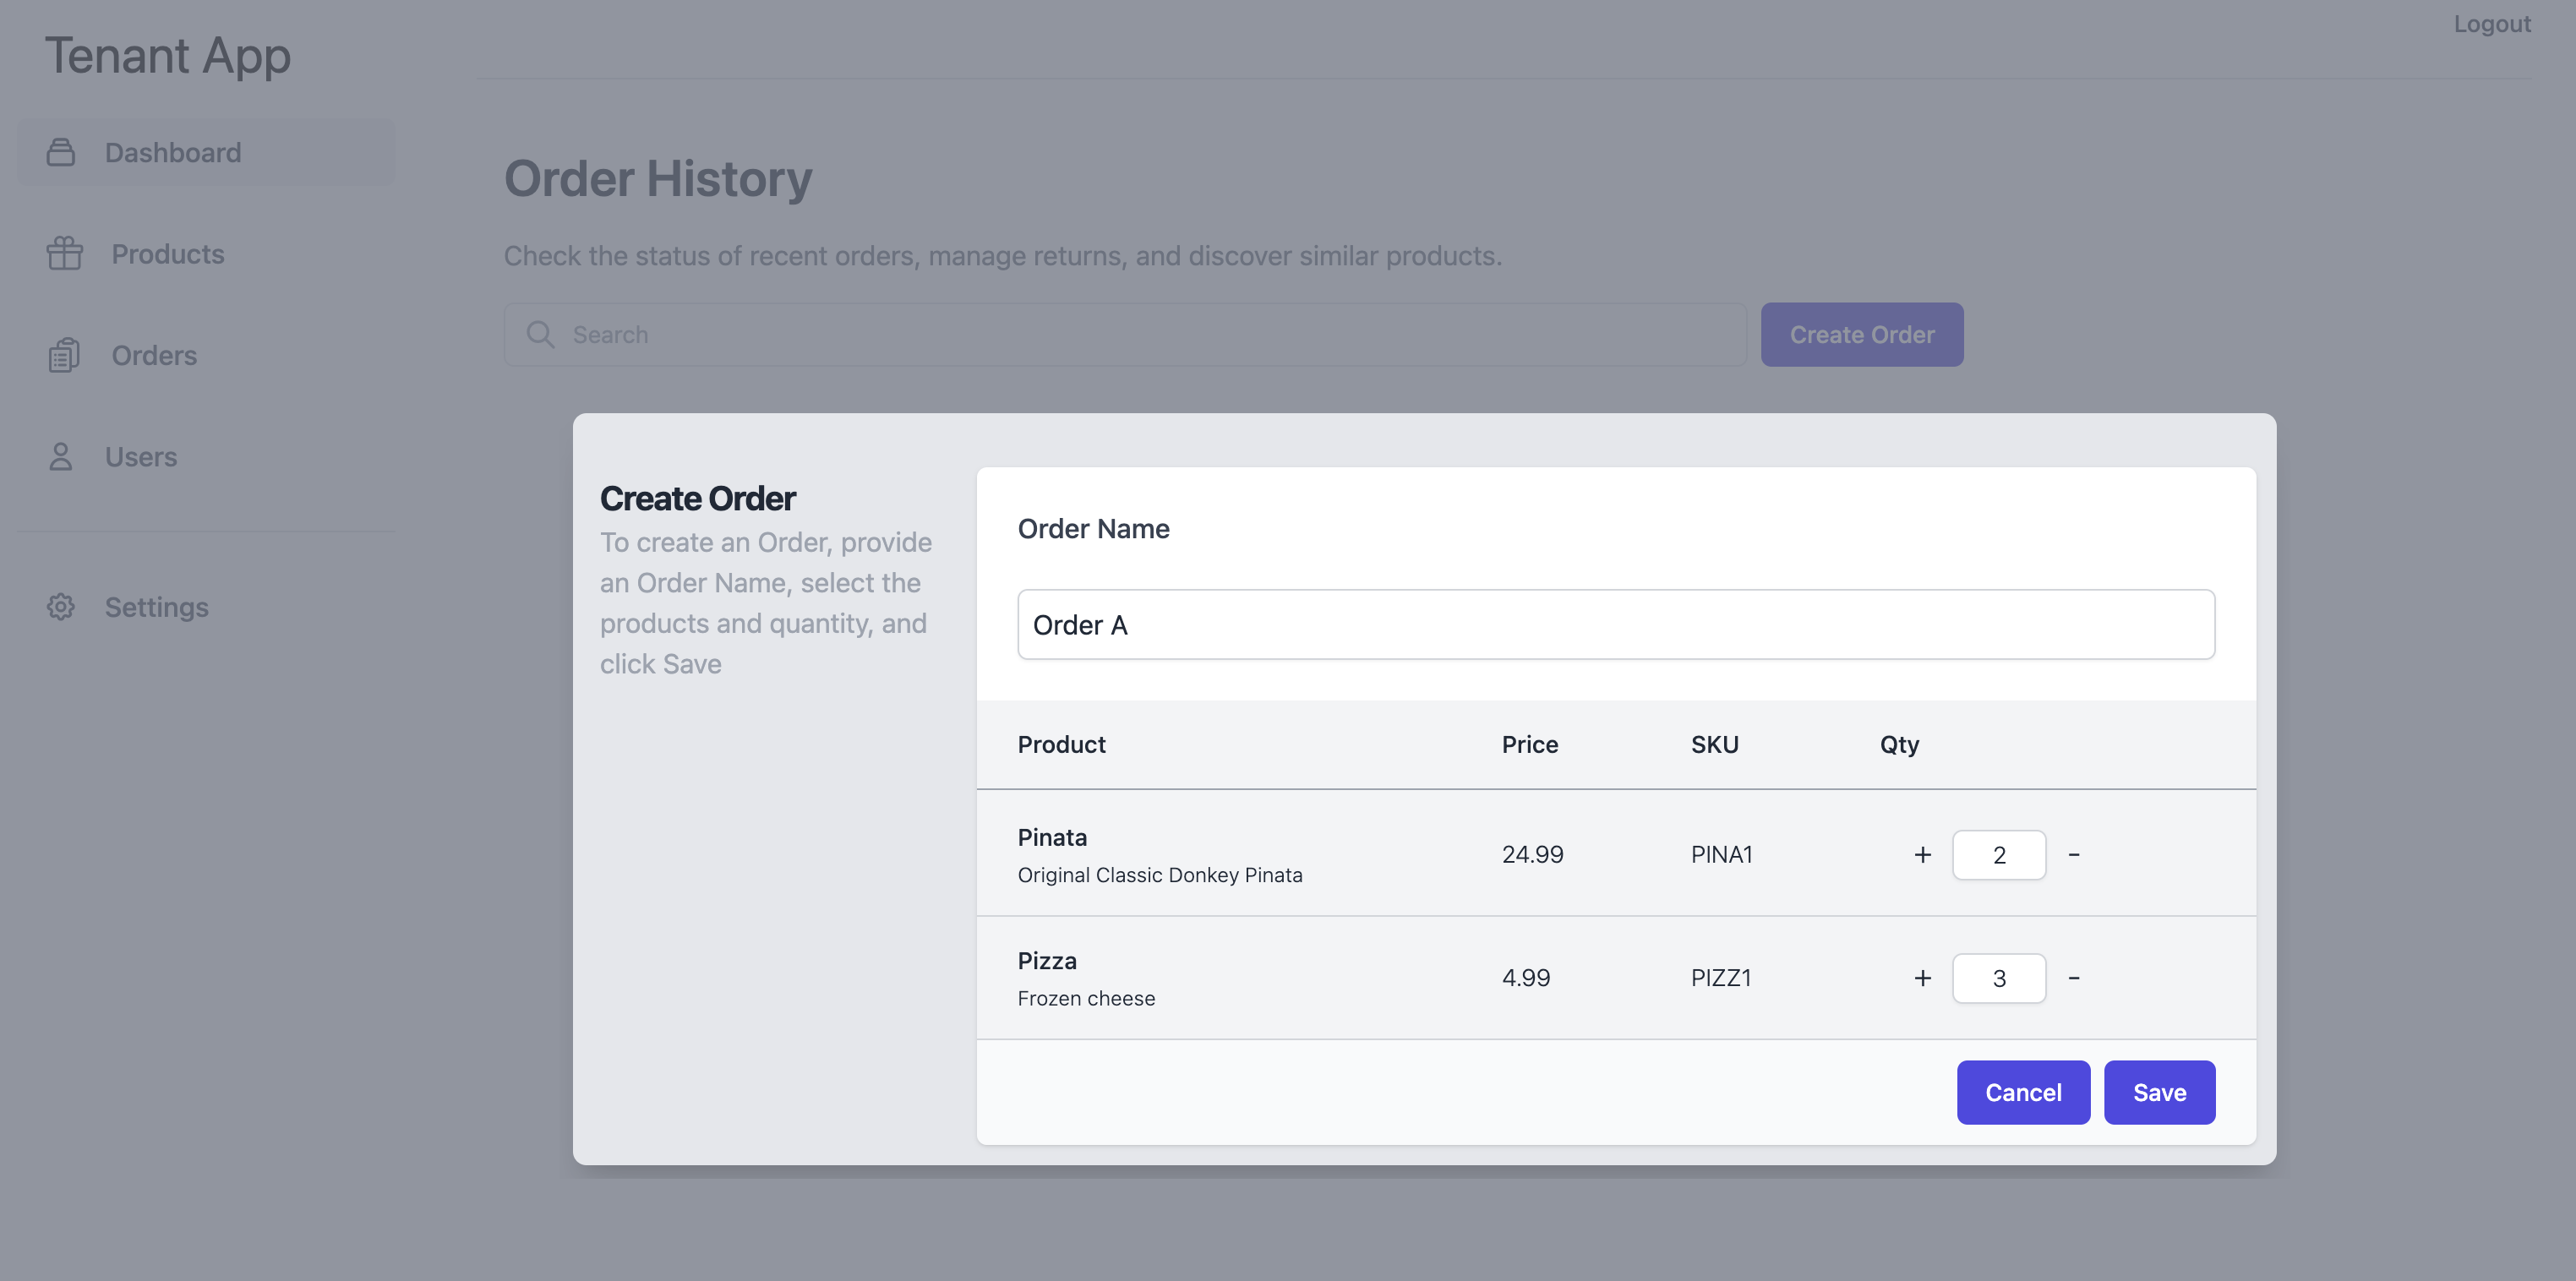 Tenant App
Logout
Dashboard
Products
Orders
Users
Settings
Order History
Check the status of recent orders, manage returns, and discover similar products.
Search
Create Order
Create Order
To create an Order, provide
an Order Name, select the
products and quantity, and
click Save
Order Name
Order A
Product Price SKU Qty
Pinata
Original Classic Donkey Pinata
24.99 PINA1 + 2 -
Pizza
Frozen cheese
4.99 PIZZ1 + 3 -
Cancel Save